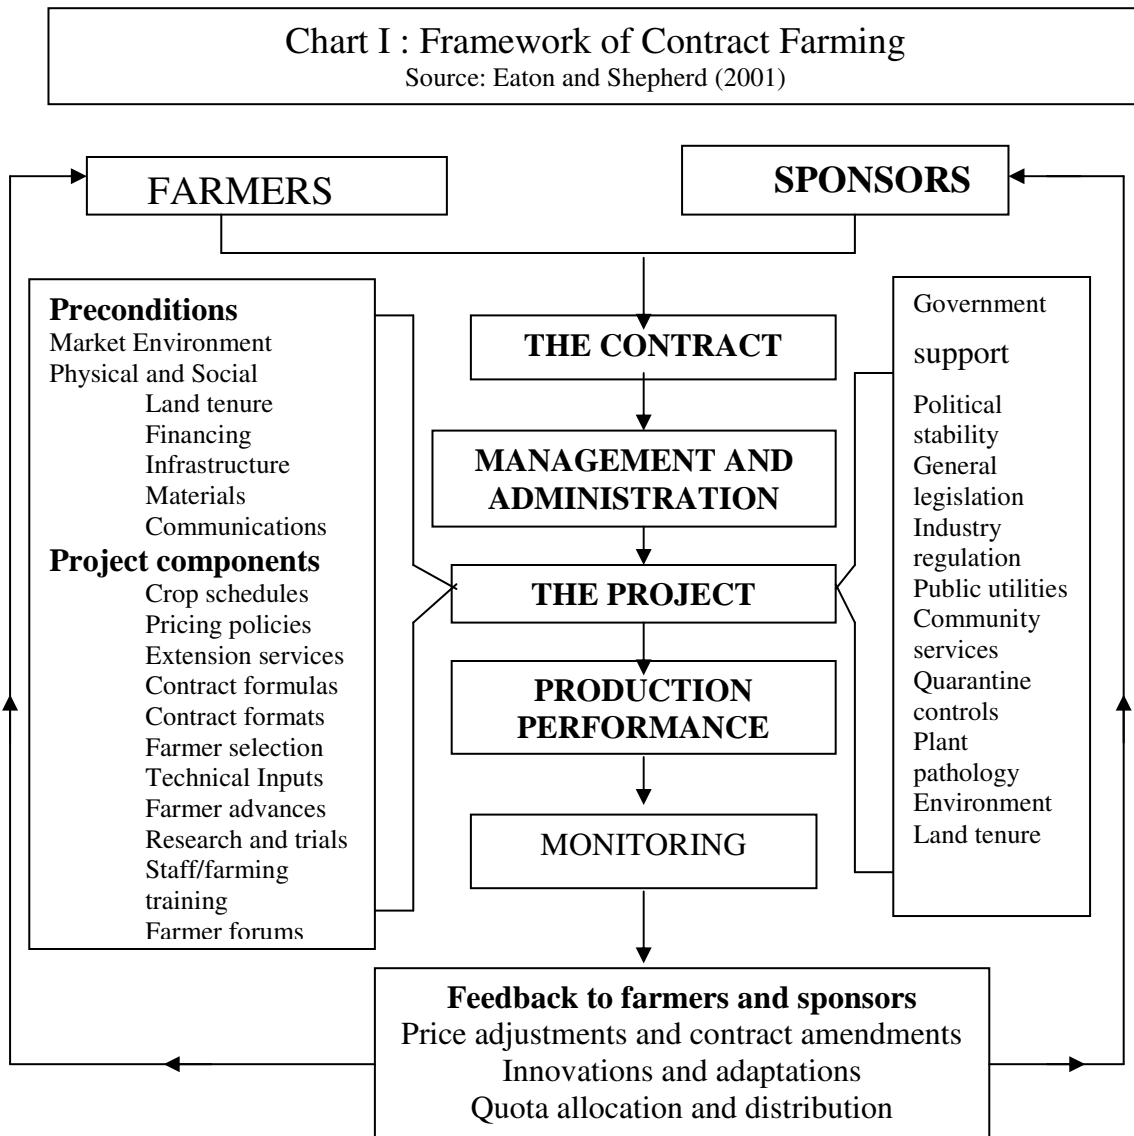 Chart I : Framework of Contract Farming
Source: Eaton and Shepherd (2001)
FARMERS
SPONSORS
Preconditions
Market Environment
Physical and Social
Land tenure
Financing
Infrastructure
Materials
Communications
Project components
Crop schedules
Pricing policies
Extension services
Contract formulas
Contract formats
Farmer selection
Technical Inputs
Farmer advances
Research and trials
Staff/farming
training
Farmer forums
THE CONTRACT
MANAGEMENT AND
ADMINISTRATION
THE PROJECT
PRODUCTION
PERFORMANCE
MONITORING
Government
support
Political
stability
General
legislation
Industry
regulation
Public utilities
Community
services
Quarantine
controls
Plant
pathology
Environment
Land tenure
Feedback to farmers and sponsors
Price adjustments and contract amendments
Innovations and adaptations
Quota allocation and distribution